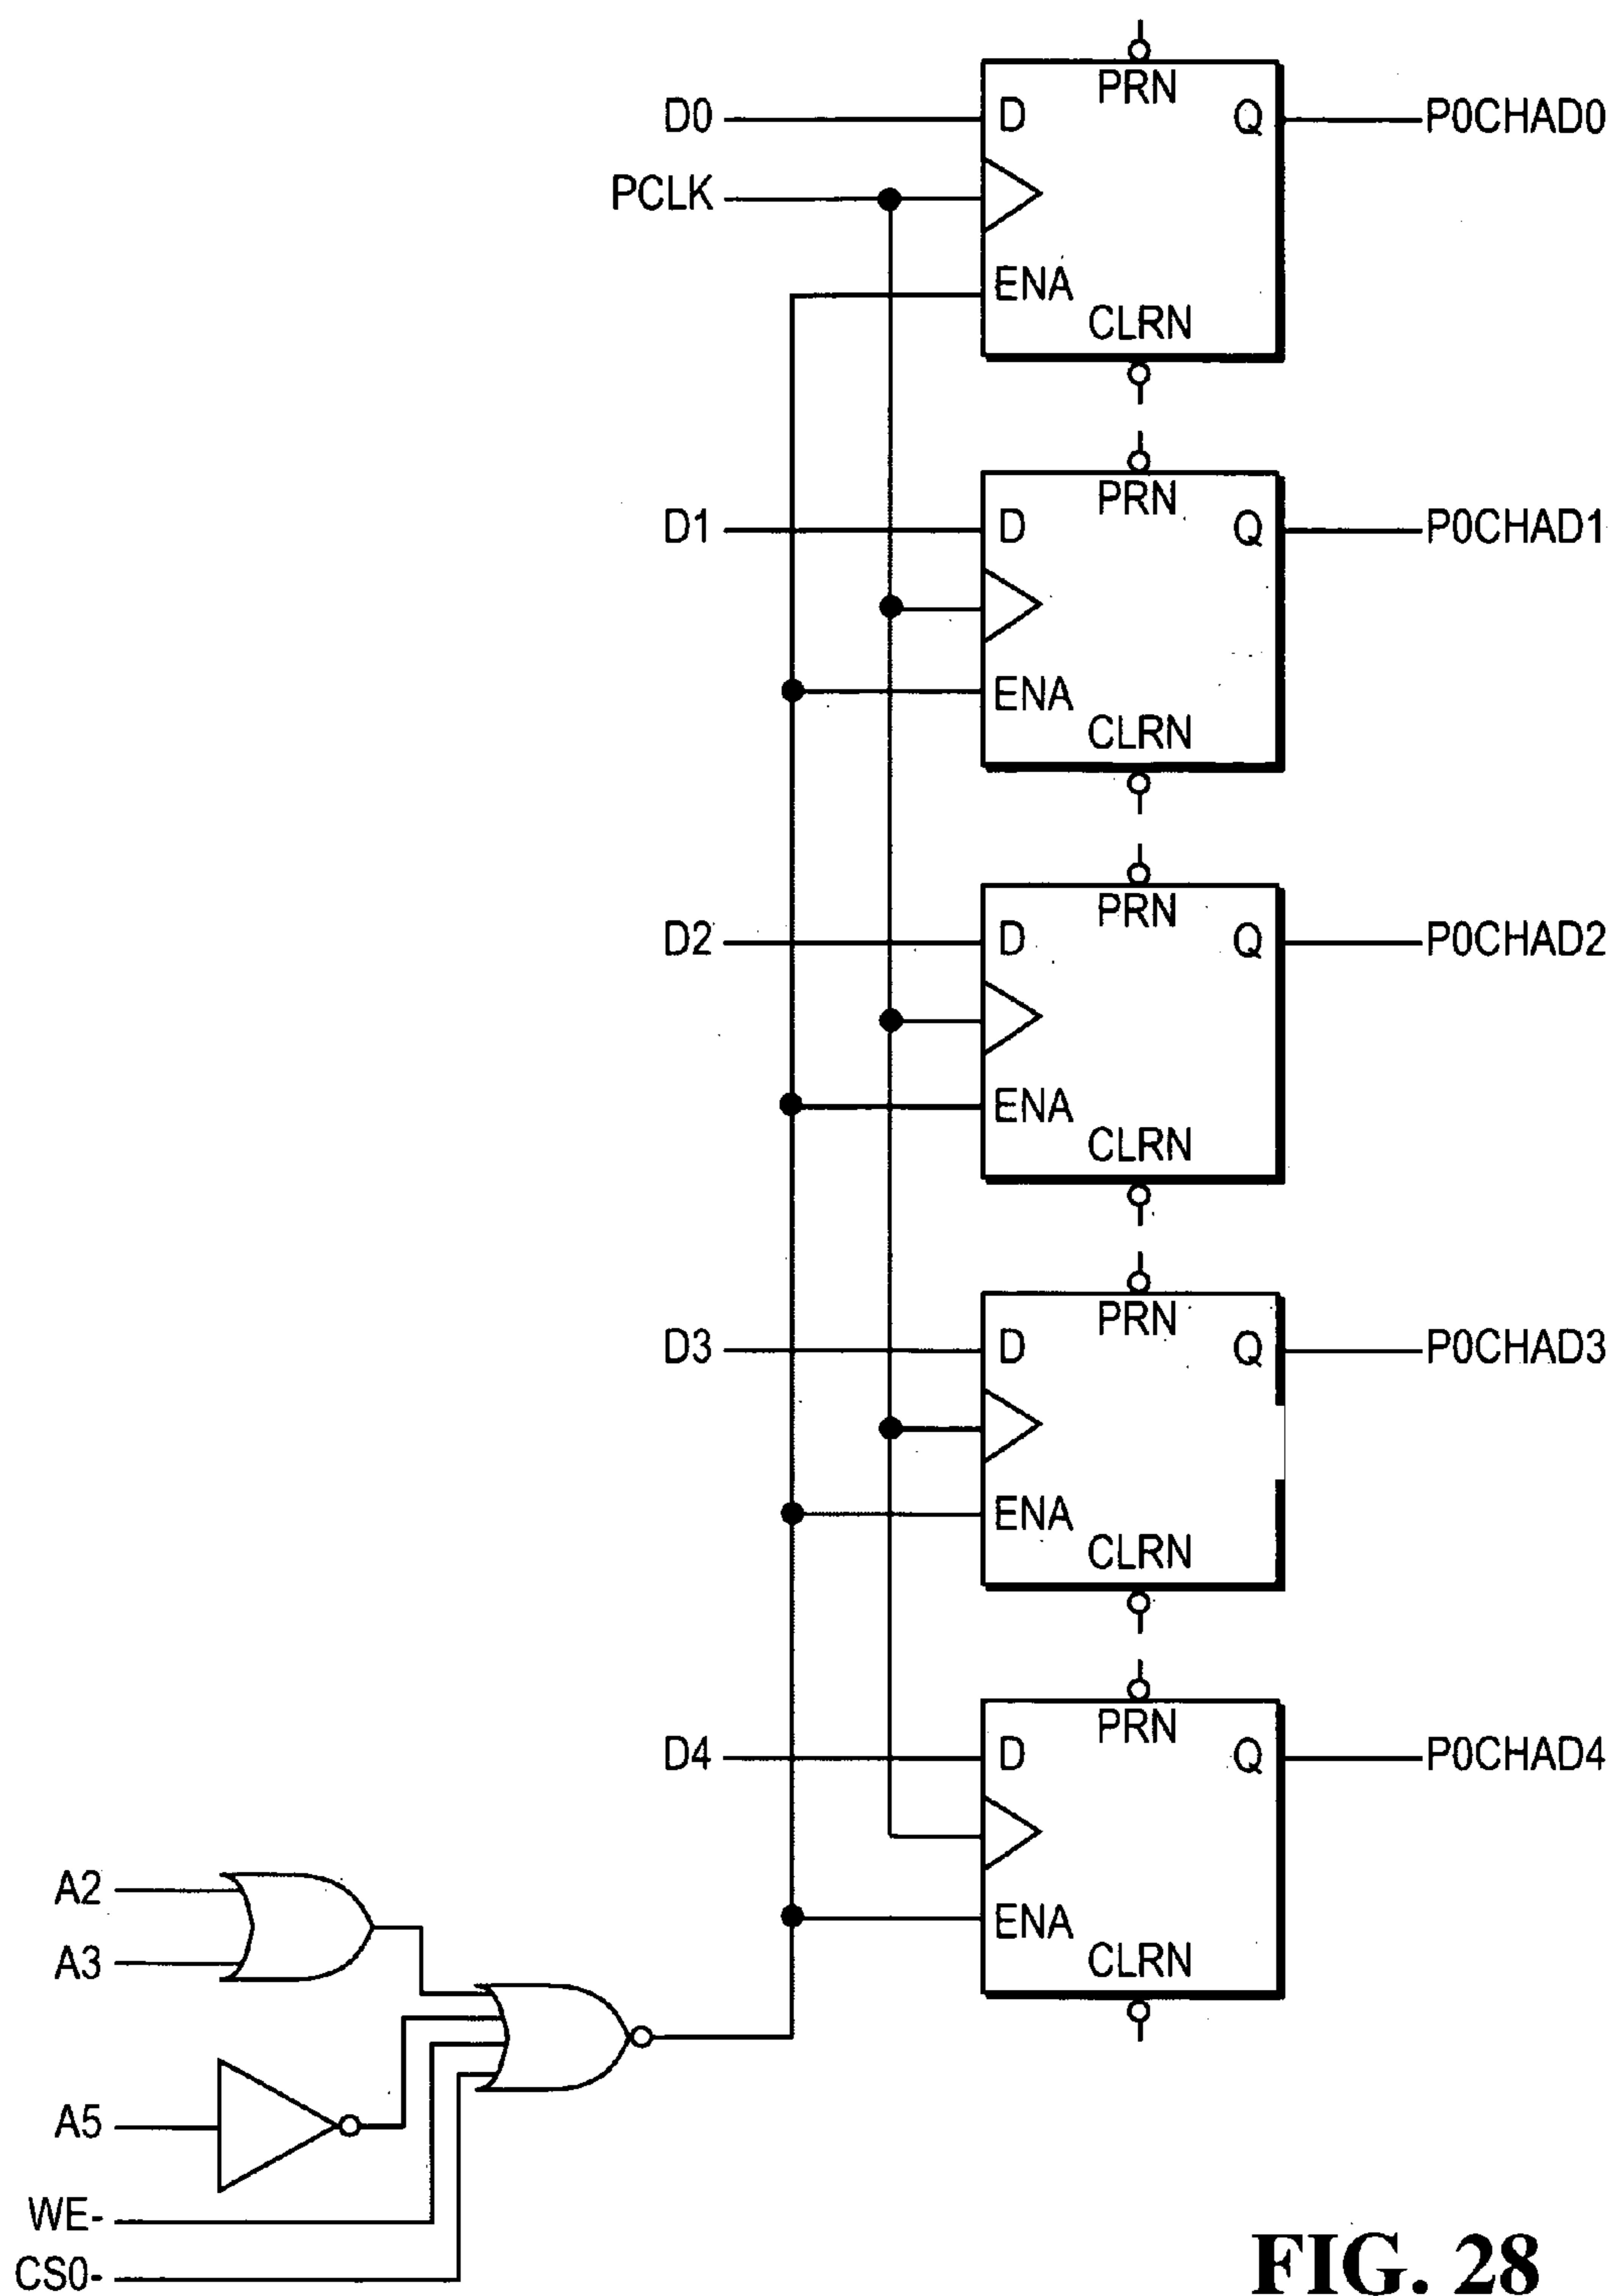 PRN
D0 D Q P0CHAD0
PCLK
ENA
CLRN
PRN
D1 D Q P0CHAD1
ENA
CLRN
PRN
D2 D Q P0CHAD2
ENA
CLRN
PRN
D3 D Q P0CHAD3
ENA
CLRN
PRN
D4 D Q P0CHAD4
A2
ENA
A3
CLRN
A5
WE-
CS0-
FIG. 28